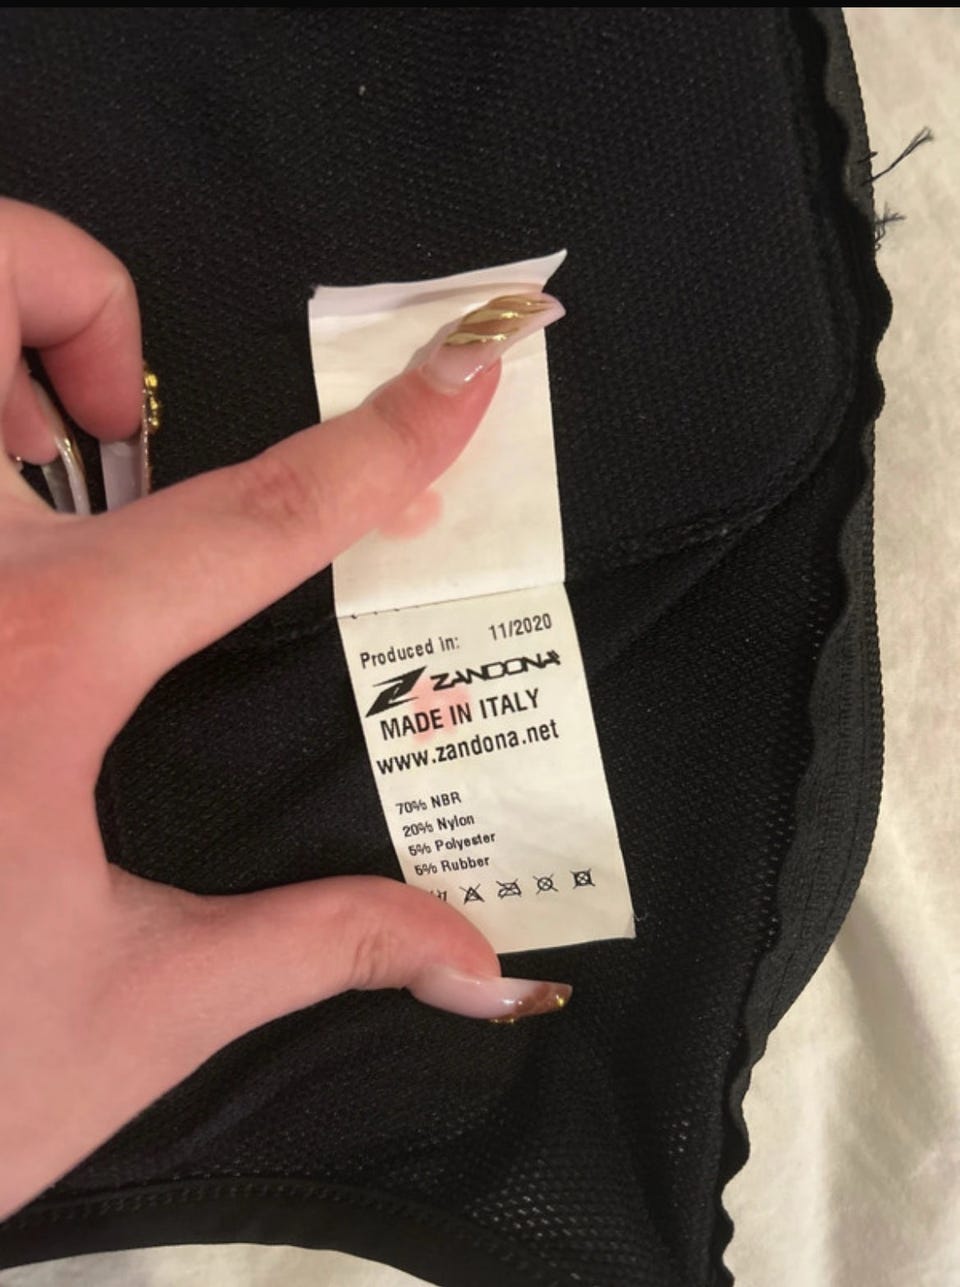 Produced in: 11/2020
ZANDONA
MADE IN ITALY
www.zandona.net
70% NBR
20% Nylon
5% Polyester
5% Rubber